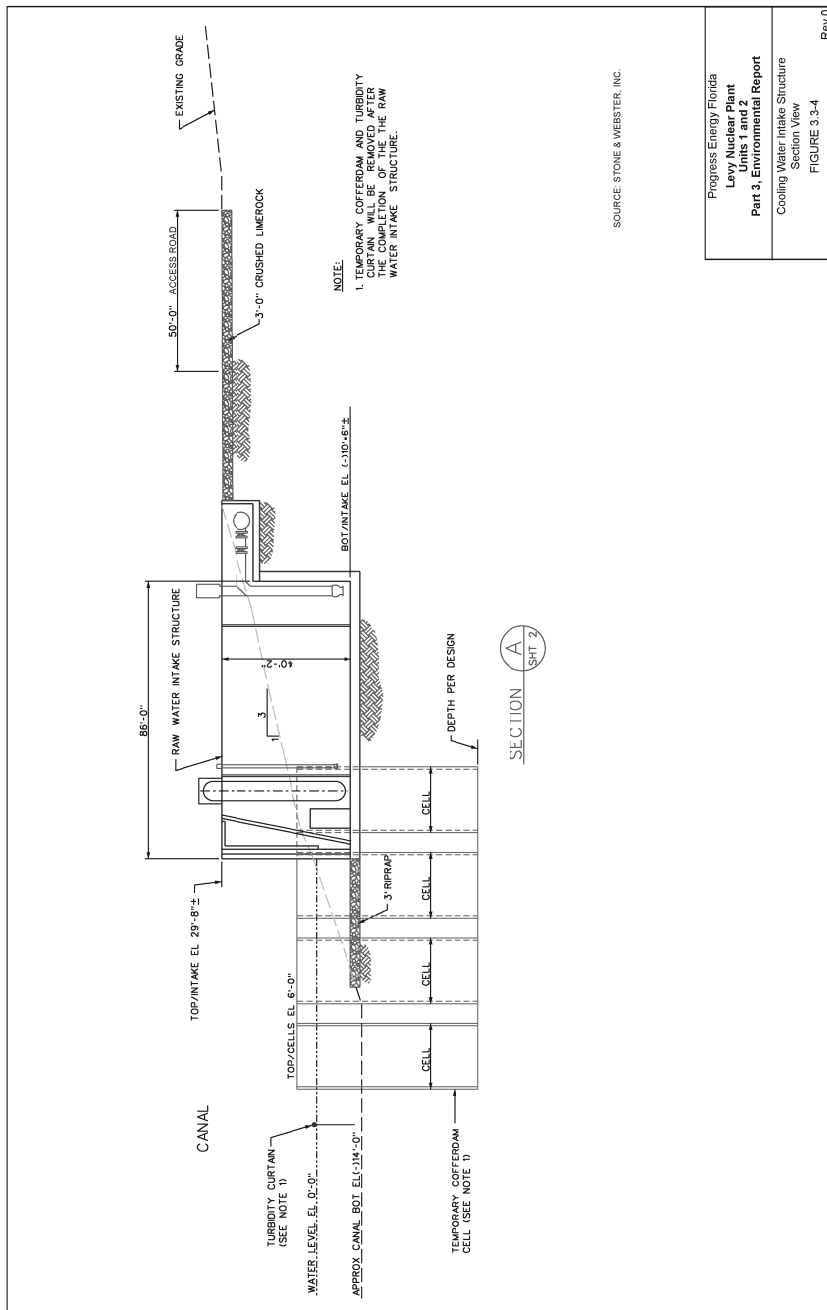 CANAL
TOP/INTAKE EL 29'-8"±
86'-0"
RAW WATER INTAKE STRUCTURE
50'-0" ACCESS ROAD
EXISTING GRADE
3'-0" CRUSHED LIMEROCK
40'-2"
3
1
TURBIDITY CURTAIN
(SEE NOTE 1)
WATER LEVEL EL 0'-0"
TOP/CELLS EL 6'-0"
APPROX CANAL BOT EL(-)14'-0"
3' RIPRAP
BOT/INTAKE EL (-)10'-6"±
CELL
CELL
CELL
CELL
TEMPORARY COFFERDAM
CELL (SEE NOTE 1)
DEPTH PER DESIGN
SECTION
A
SHT 2
NOTE:
1. TEMPORARY COFFERDAM AND TURBIDITY
CURTAIN WILL BE REMOVED AFTER
THE COMPLETION OF THE THE RAW
WATER INTAKE STRUCTURE.
SOURCE: STONE & WEBSTER, INC.
Progress Energy Florida
Levy Nuclear Plant
Units 1 and 2
Part 3, Environmental Report
Cooling Water Intake Structure
Section View
FIGURE 3.3-4
Rev 0